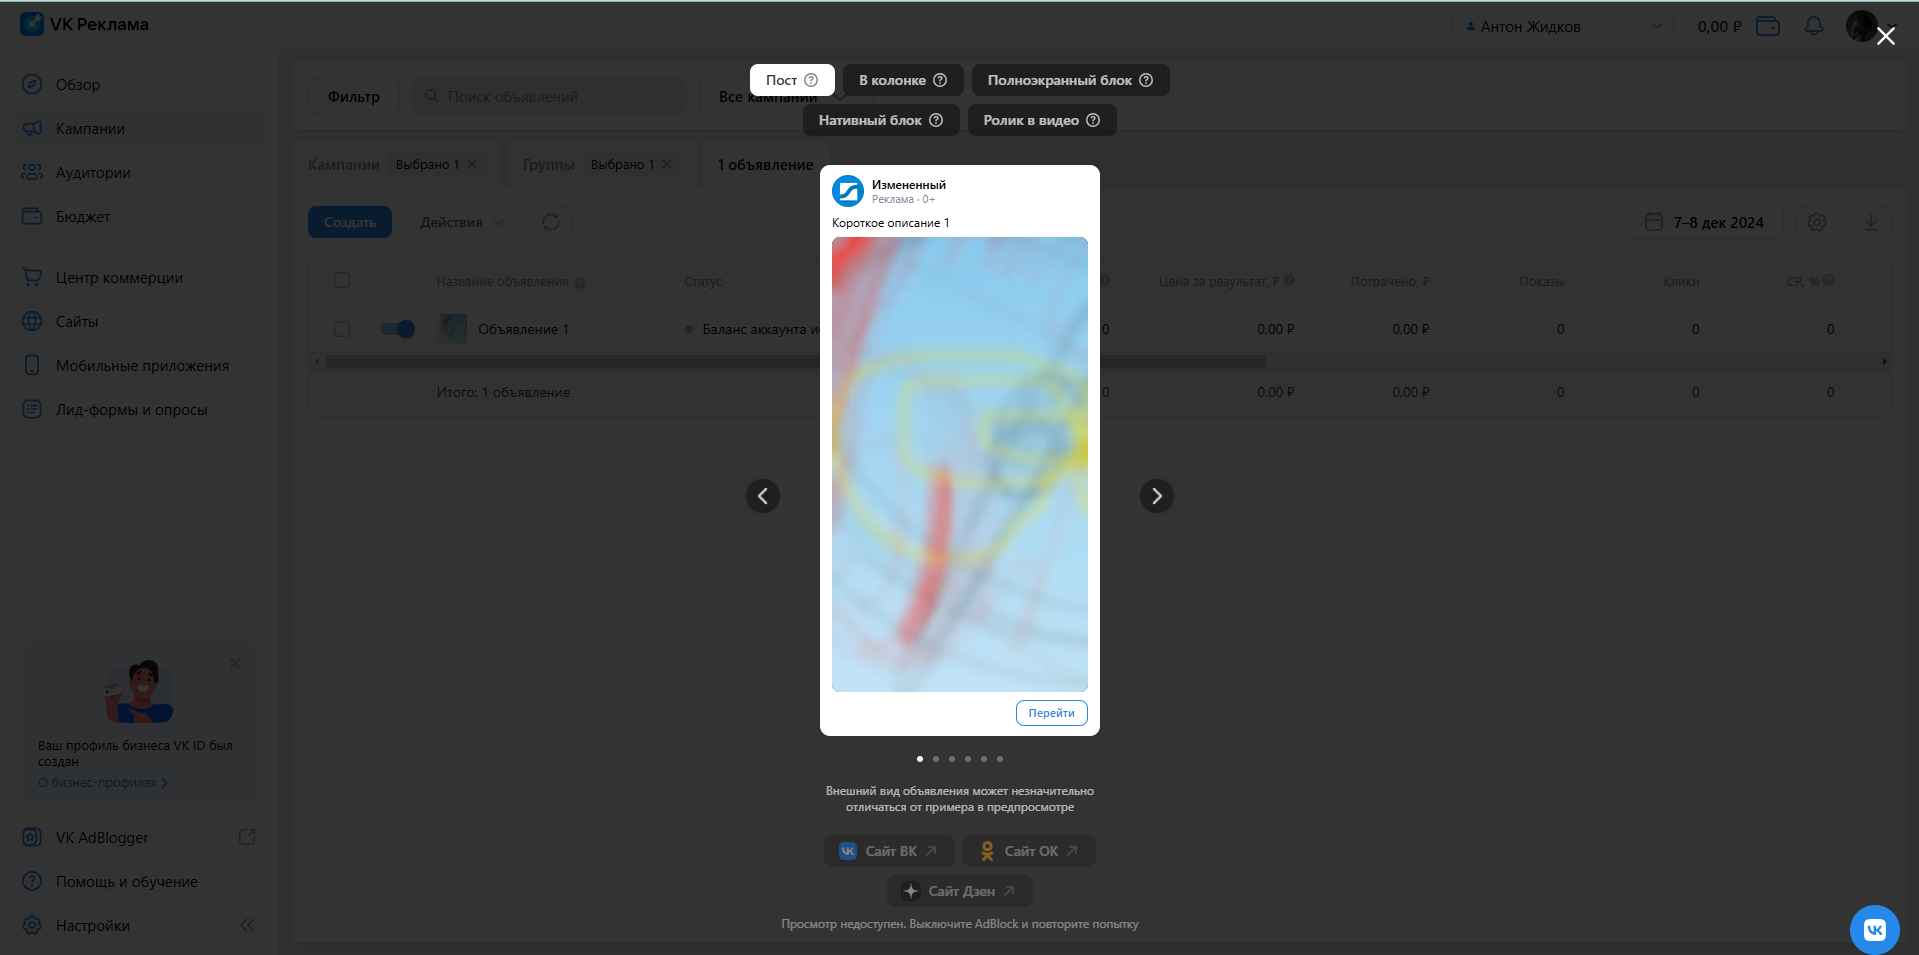 VK Реклама
Антон Жидков
0,00 ₽
Обзор
Кампании
Аудитории
Бюджет
Центр коммерции
Сайты
Мобильные приложения
Лид-формы и опросы
Ваш профиль бизнеса VK ID был
создан
О бизнес-профилях
VK AdBlogger
Помощь и обучение
Настройки
Пост
В колонке
Полноэкранный блок
Нативный блок
Ролик в видео
Фильтр
Поиск объявлений
Все кампании
Кампании Выбрано 1
Группы Выбрано 1
1 объявление
Создать
Действия
7–8 дек 2024
Название объявления Статус Цена за результат, ₽ Потрачено, ₽ Показы Клики CR, %
Объявление 1 Баланс аккаунта 0 0,00 ₽ 0,00 ₽ 0 0 0
Итого: 1 объявление 0 0,00 ₽ 0,00 ₽ 0 0 0
Измененный
Реклама · 0+
Короткое описание 1
Перейти
Внешний вид объявления может незначительно
отличаться от примера в предпросмотре
Сайт ВК
Сайт ОК
Сайт Дзен
Просмотр недоступен. Выключите AdBlock и повторите попытку